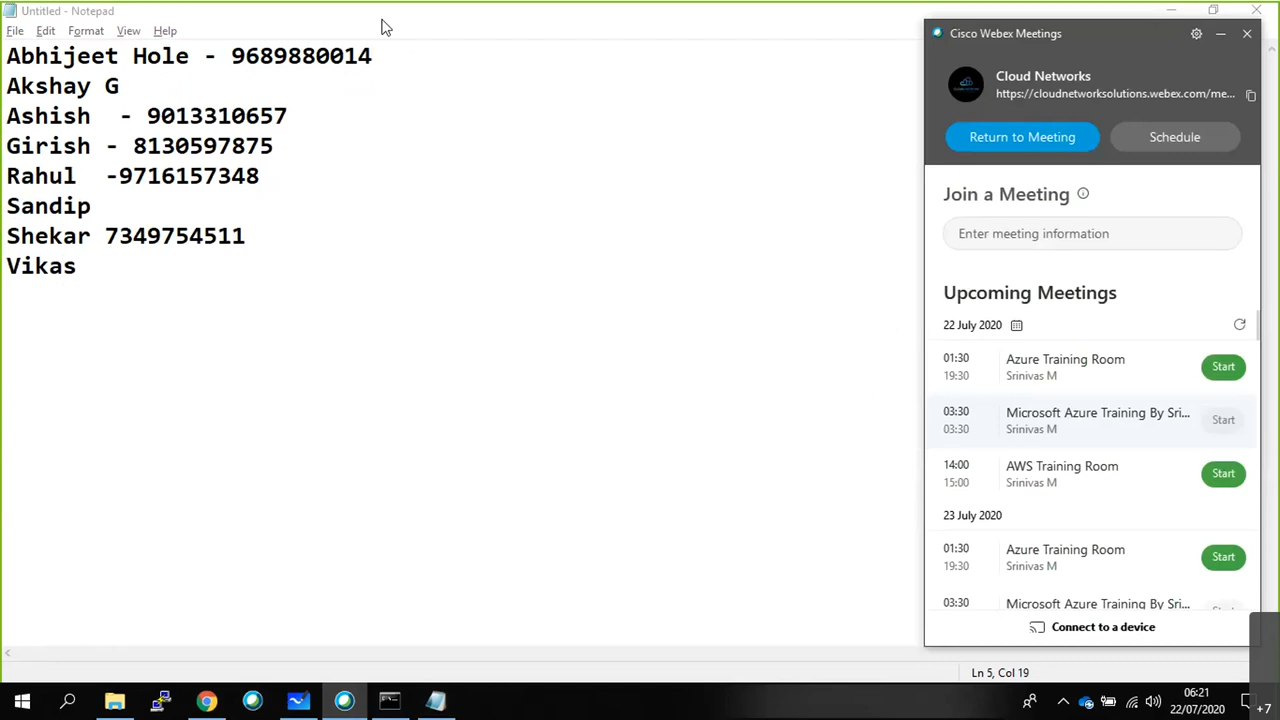 Untitled - Notepad
File Edit Format View Help
Abhijeet Hole - 9689880014
Akshay G
Ashish - 9013310657
Girish - 8130597875
Rahul -9716157348
Sandip
Shekar 7349754511
Vikas
Ln 5, Col 19
Cisco Webex Meetings
Cloud Networks
https://cloudnetworksolutions.webex.com/me...
Return to Meeting Schedule
Join a Meeting
Enter meeting information
Upcoming Meetings
22 July 2020
01:30 Azure Training Room Start
19:30 Srinivas M
03:30 Microsoft Azure Training By Sri... Start
03:30 Srinivas M
14:00 AWS Training Room Start
15:00 Srinivas M
23 July 2020
01:30 Azure Training Room Start
19:30 Srinivas M
03:30 Microsoft Azure Training By Sri...
Connect to a device
06:21
22/07/2020
+7